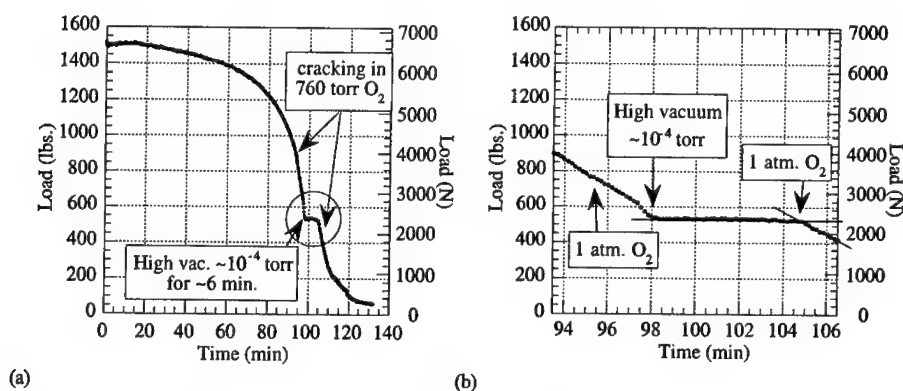 1600
1400
1200
1000
800
600
400
200
0
Load (lbs.)
7000
6000
5000
4000
3000
2000
1000
0
Load (N)
cracking in
760 torr O2
High vac. ~10-4 torr
for ~6 min.
0 20 40 60 80 100 120 140
Time (min)
(a)
1600
1400
1200
1000
800
600
400
200
0
Load (lbs.)
7000
6000
5000
4000
3000
2000
1000
0
Load (N)
High vacuum
~10-4 torr
1 atm. O2
1 atm. O2
94 96 98 100 102 104 106
Time (min)
(b)